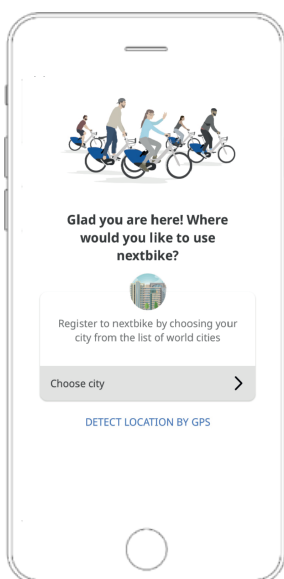 Glad you are here! Where
would you like to use
nextbike?
Register to nextbike by choosing your
city from the list of world cities
Choose city
DETECT LOCATION BY GPS